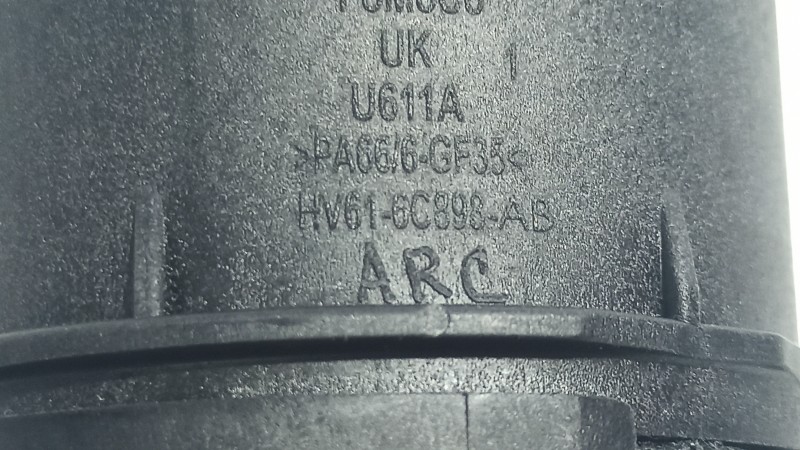 UK 1
U611A
>PA66/6-GF35<
HV61-6C898-AB
ARC